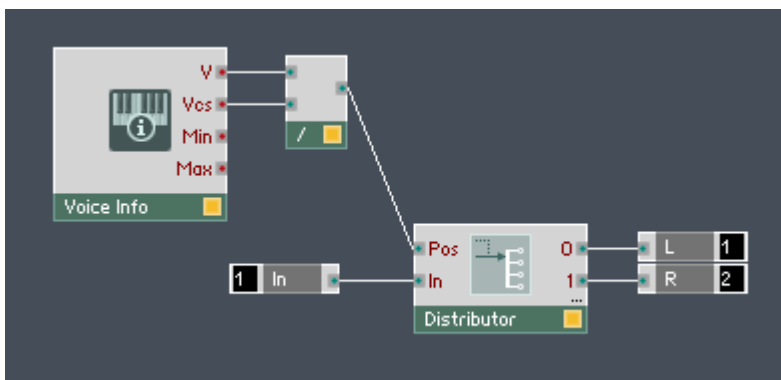 V
Vcs
Min
Max
Voice Info
/
1 In
Pos 0
In 1
...
Distributor
L 1
R 2